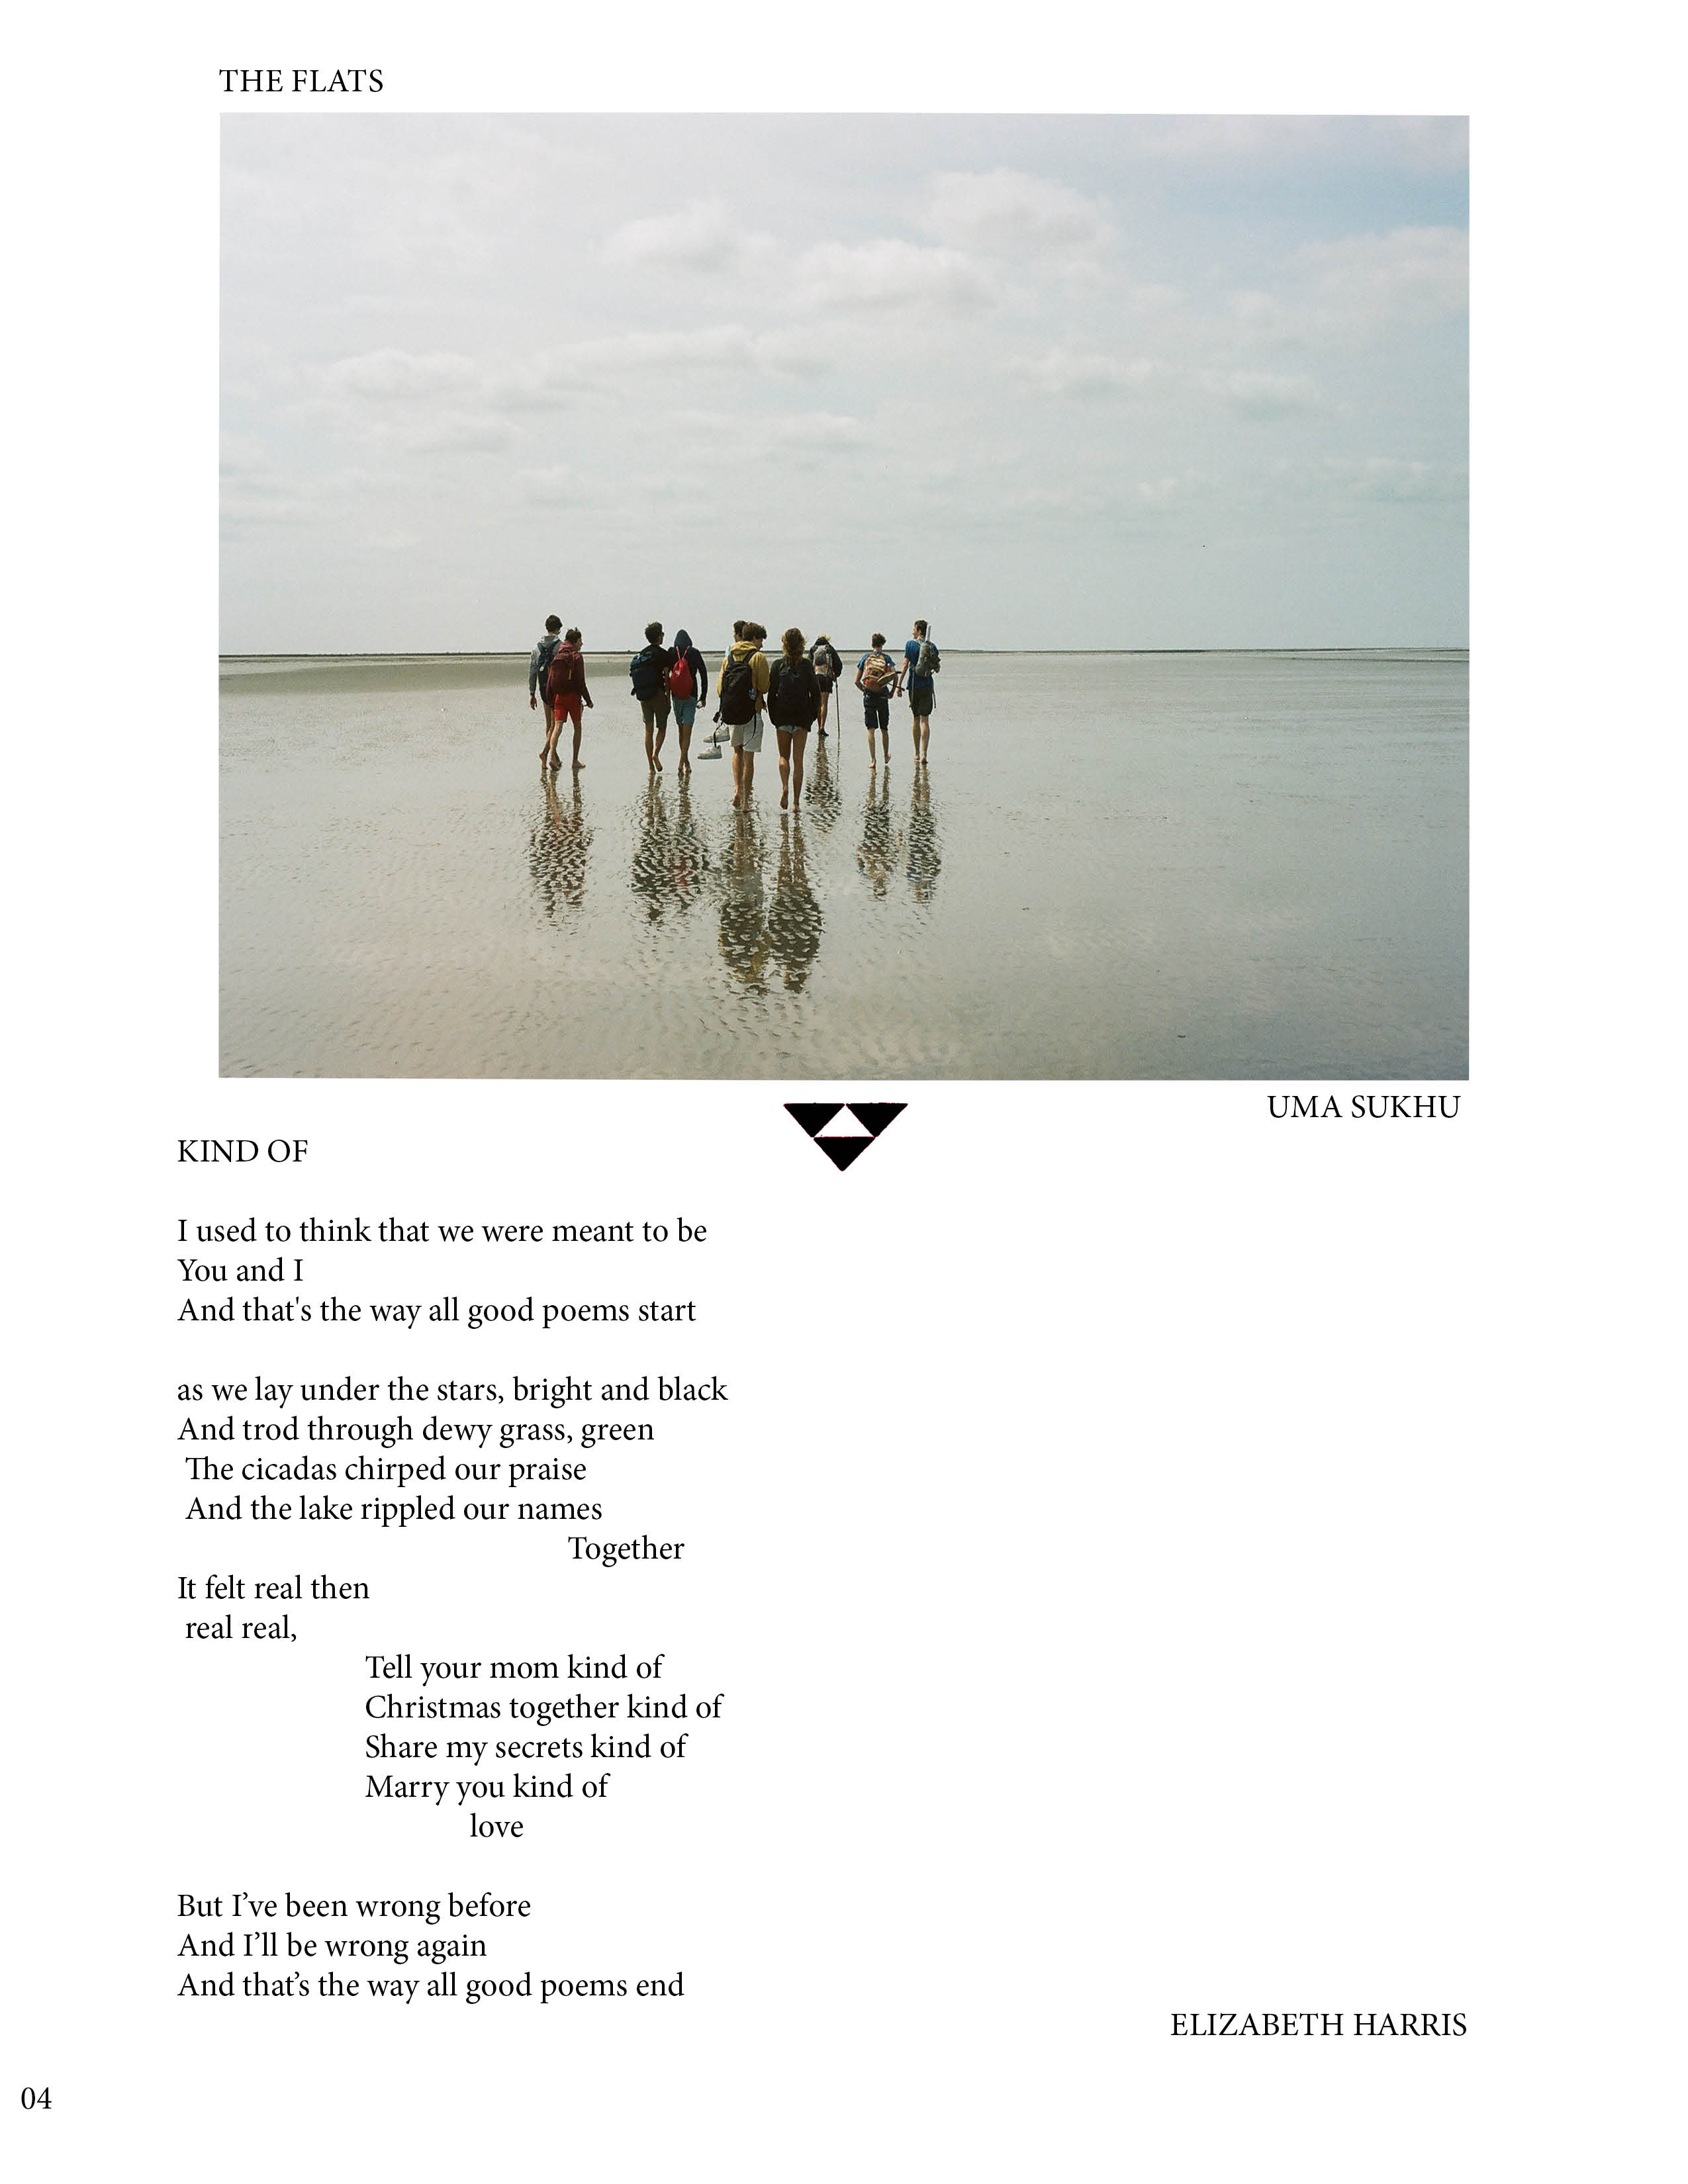 THE FLATS
UMA SUKHU
KIND OF
I used to think that we were meant to be
You and I
And that's the way all good poems start
as we lay under the stars, bright and black
And trod through dewy grass, green
The cicadas chirped our praise
And the lake rippled our names
Together
It felt real then
real real,
Tell your mom kind of
Christmas together kind of
Share my secrets kind of
Marry you kind of
love
But I’ve been wrong before
And I’ll be wrong again
And that’s the way all good poems end
ELIZABETH HARRIS
04